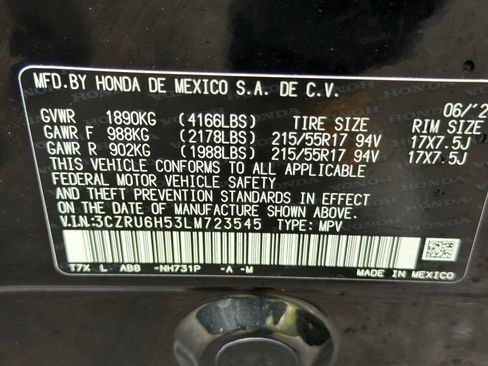 MFD.BY HONDA DE MEXICO S.A. DE C.V.
06/'2
GVWR 1890KG (4166LBS) TIRE SIZE RIM SIZE
GAWR F 988KG (2178LBS) 215/55R17 94V 17X7.5J
GAWR R 902KG (1988LBS) 215/55R17 94V 17X7.5J
THIS VEHICLE CONFORMS TO ALL APPLICABLE
FEDERAL MOTOR VEHICLE SAFETY
AND THEFT PREVENTION STANDARDS IN EFFECT
ON THE DATE OF MANUFACTURE SHOWN ABOVE.
V.I.N.:3CZRU6H53LM723545 TYPE: MPV
T7X L ABB -NH731P -A -M
MADE IN MEXICO